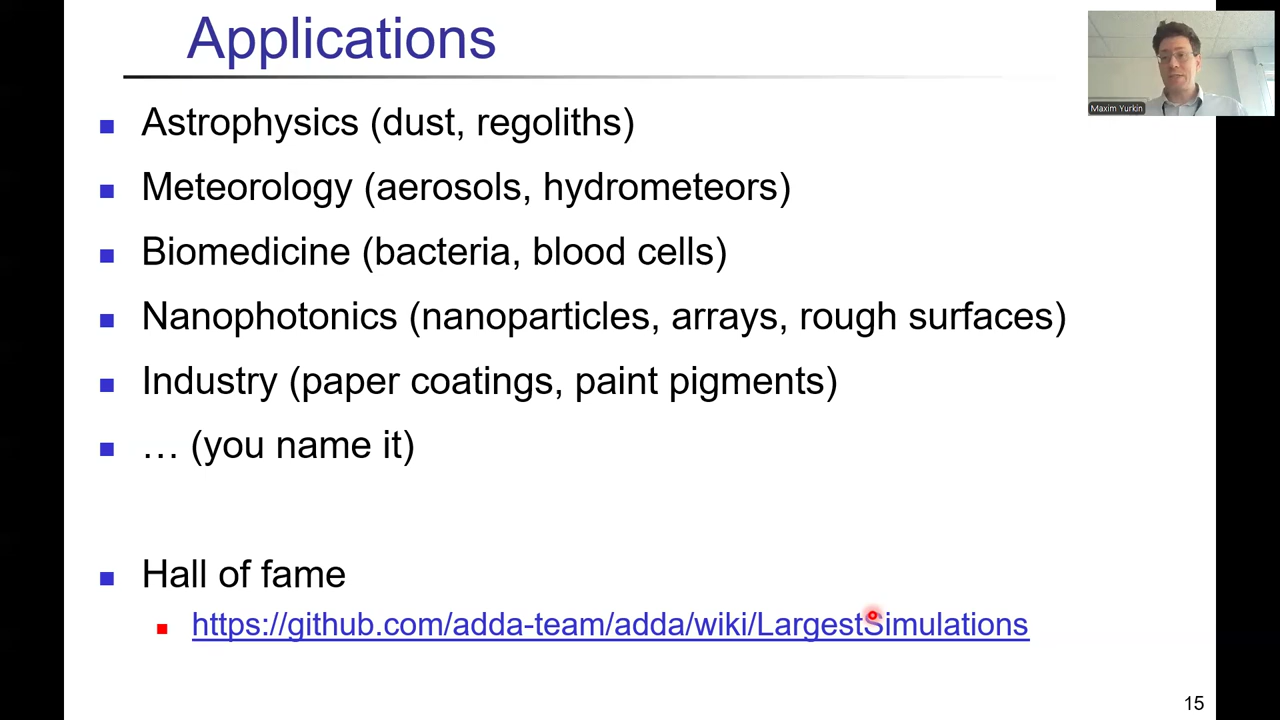 Applications
Maxim Yurkin
Astrophysics (dust, regoliths)
Meteorology (aerosols, hydrometeors)
Biomedicine (bacteria, blood cells)
Nanophotonics (nanoparticles, arrays, rough surfaces)
Industry (paper coatings, paint pigments)
… (you name it)
Hall of fame
https://github.com/adda-team/adda/wiki/LargestSimulations
15